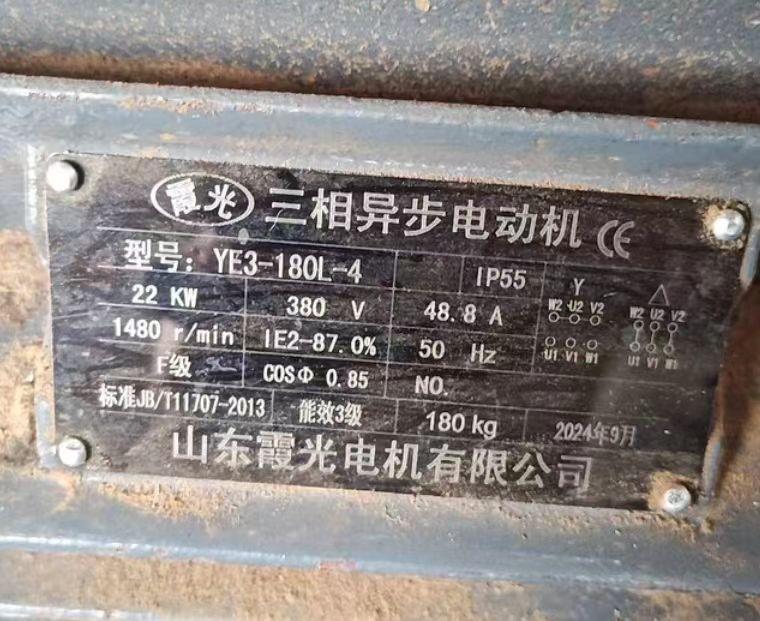 霞光 三相异步电动机 CE
型号: YE3-180L-4 IP55 Y △
22 KW 380 V 48.8 A W2 U2 V2 W2 U2 V2
1480 r/min IE2-87.0% 50 Hz U1 V1 W1 U1 V1 W1
F级 COSΦ 0.85 NO.
标准JB/T11707-2013 能效3级 180kg 2024年9月
山东霞光电机有限公司